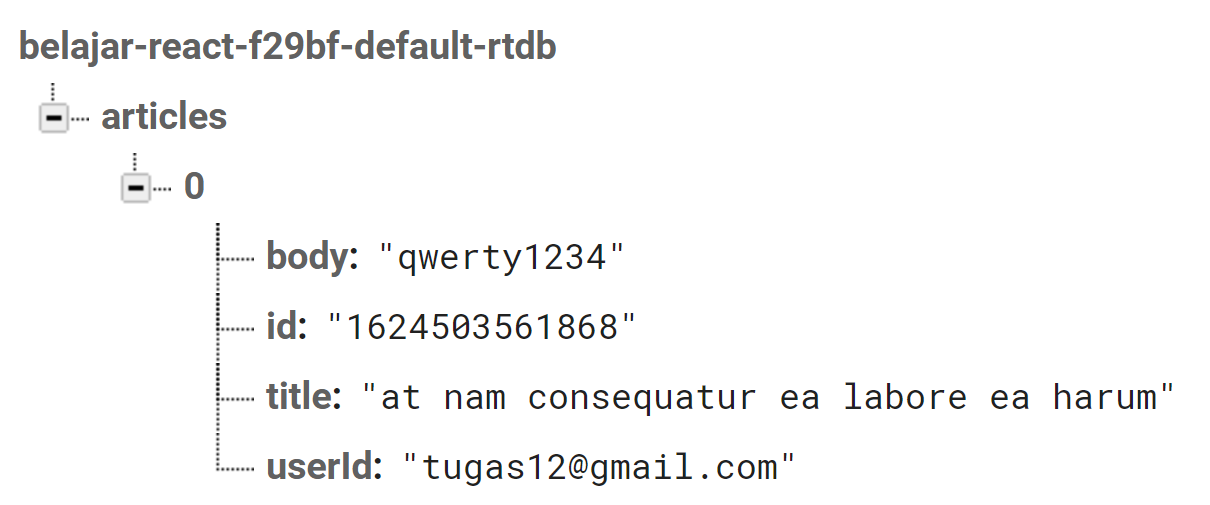 belajar-react-f29bf-default-rtdb
articles
0
body: "qwerty1234"
id: "1624503561868"
title: "at nam consequatur ea labore ea harum"
userId: "tugas12@gmail.com"